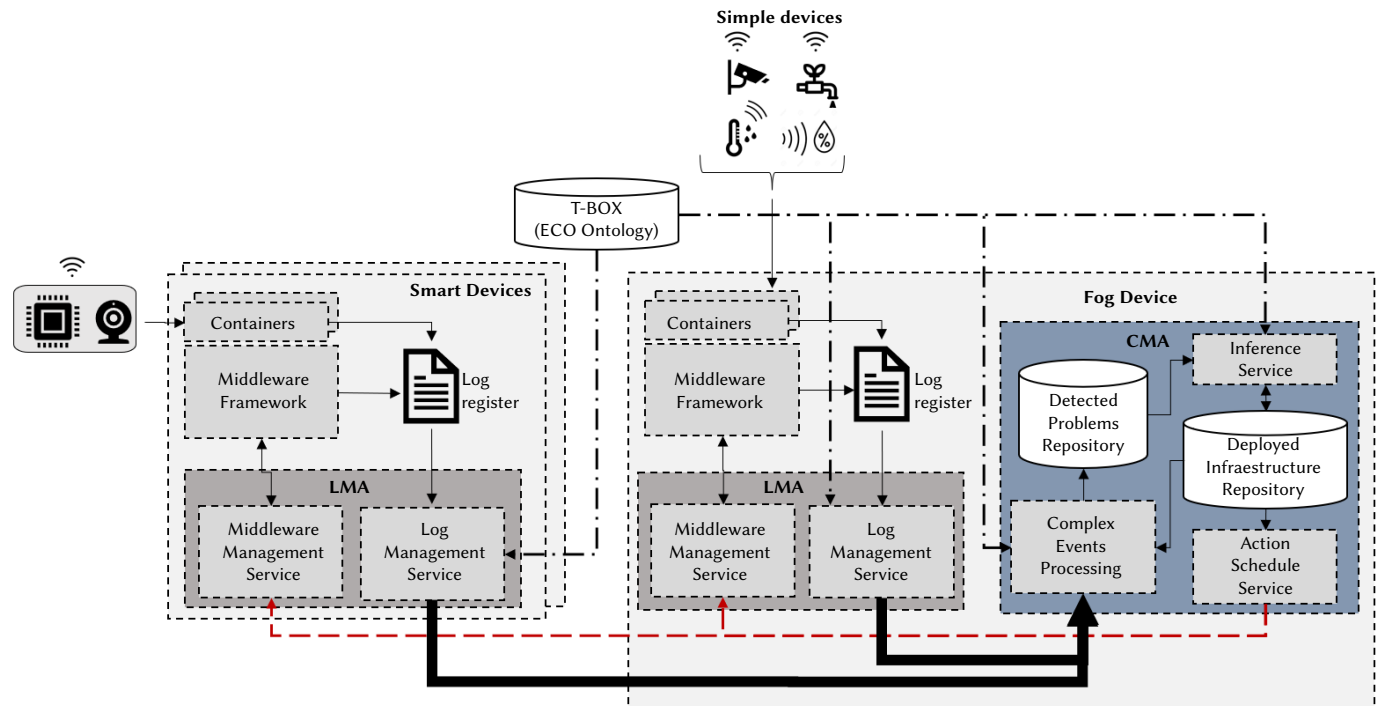 Simple devices
T-BOX
(ECO Ontology)
Smart Devices
Containers
Middleware
Framework
Log
register
LMA
Middleware
Management
Service
Log
Management
Service
Fog Device
Containers
Middleware
Framework
Log
register
LMA
Middleware
Management
Service
Log
Management
Service
CMA
Inference
Service
Detected
Problems
Repository
Deployed
Infraestructure
Repository
Complex
Events
Processing
Action
Schedule
Service
%